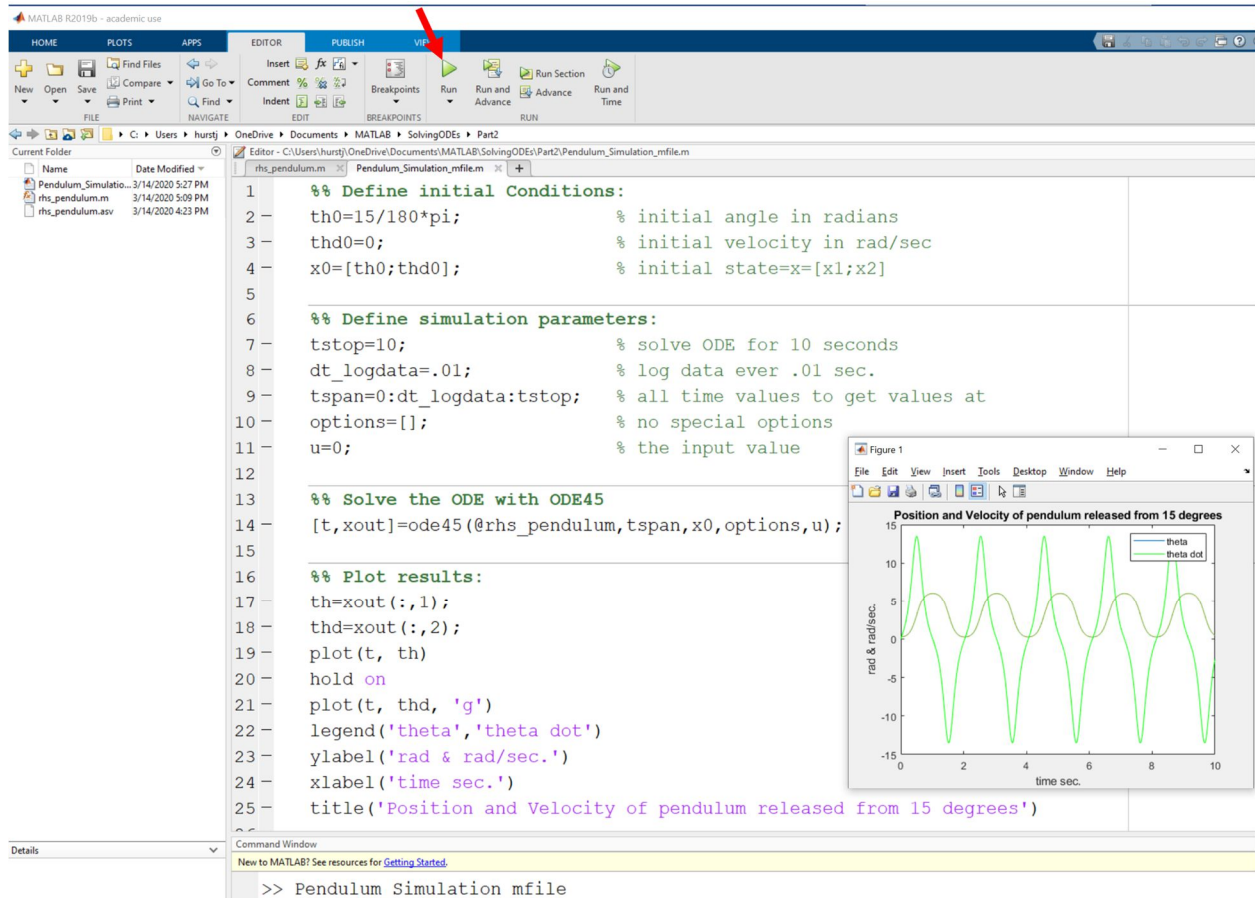 MATLAB R2019b - academic use
HOME PLOTS APPS EDITOR PUBLISH
New Open Save Find Files Compare Print Go To Find Insert fx Comment % Indent Breakpoints Run Run and Advance Run Section Advance Run and Time
FILE NAVIGATE EDIT BREAKPOINTS RUN
C: Users hurstj OneDrive Documents MATLAB SolvingODEs Part2
Current Folder
Name Date Modified
Pendulum_Simulatio... 3/14/2020 5:27 PM
rhs_pendulum.m 3/14/2020 5:09 PM
rhs_pendulum.asv 3/14/2020 4:23 PM
Details
Editor - C:\Users\hurstj\OneDrive\Documents\MATLAB\SolvingODEs\Part2\Pendulum_Simulation_mfile.m
rhs_pendulum.m Pendulum_Simulation_mfile.m
1 %% Define initial Conditions:
2 th0=15/180*pi; % initial angle in radians
3 thd0=0; % initial velocity in rad/sec
4 x0=[th0;thd0]; % initial state=x=[x1;x2]
5
6 %% Define simulation parameters:
7 tstop=10; % solve ODE for 10 seconds
8 dt_logdata=.01; % log data ever .01 sec.
9 tspan=0:dt_logdata:tstop; % all time values to get values at
10 options=[]; % no special options
11 u=0; % the input value
12
13 %% Solve the ODE with ODE45
14 [t,xout]=ode45(@rhs_pendulum,tspan,x0,options,u);
15
16 %% Plot results:
17 th=xout(:,1);
18 thd=xout(:,2);
19 plot(t, th)
20 hold on
21 plot(t, thd, 'g')
22 legend('theta','theta dot')
23 ylabel('rad & rad/sec.')
24 xlabel('time sec.')
25 title('Position and Velocity of pendulum released from 15 degrees')
Figure 1
File Edit View Insert Tools Desktop Window Help
Position and Velocity of pendulum released from 15 degrees
theta
theta dot
rad & rad/sec.
15
10
5
0
-5
-10
-15
0 2 4 6 8 10
time sec.
Command Window
New to MATLAB? See resources for Getting Started.
>> Pendulum Simulation mfile